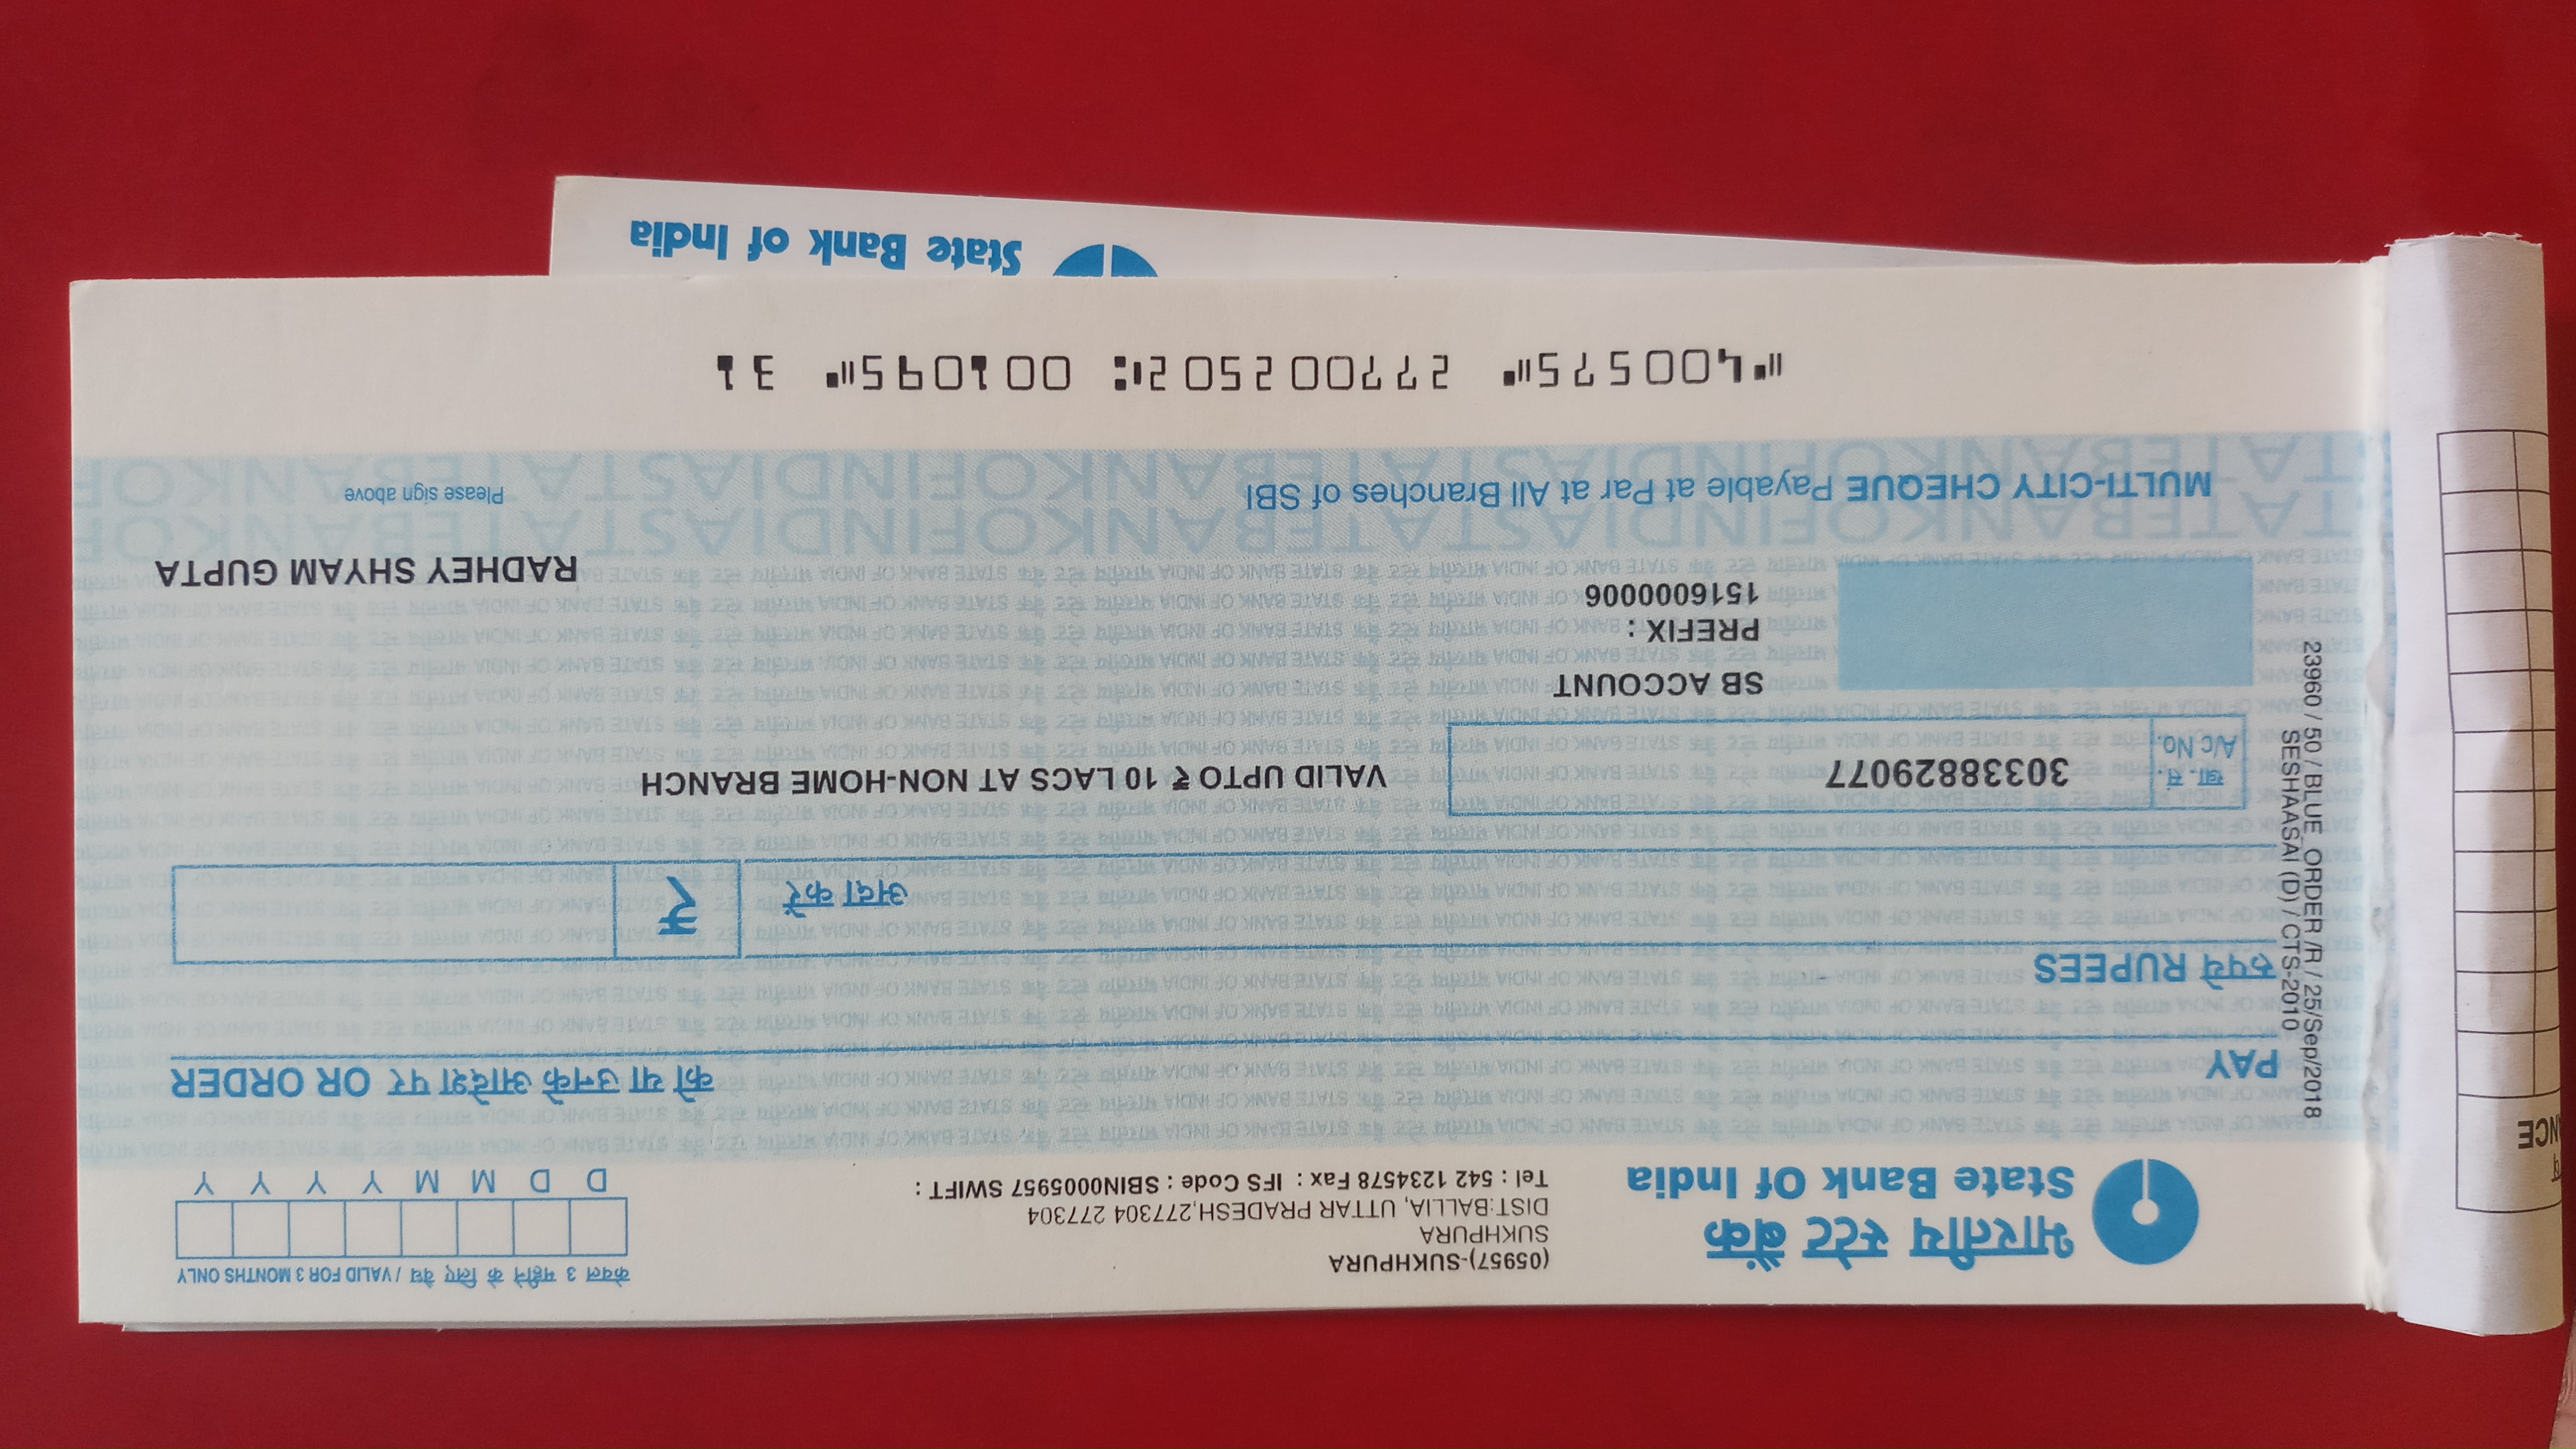 केवल 3 महीने के लिए वैध / VALID FOR 3 MONTHS ONLY
D D M M Y Y Y Y
भारतीय स्टेट बैंक
State Bank Of India
(05957)-SUKHPURA
SUKHPURA
DIST:BALLIA, UTTAR PRADESH,277304 277304
Tel : 542 1234578 Fax : IFS Code : SBIN0005957 SWIFT :
PAY
को या उनके आदेश पर OR ORDER
रुपये RUPEES
अदा करें ₹
खा. सं.
A/c No.
30338829077
VALID UPTO ₹ 10 LACS AT NON-HOME BRANCH
SB ACCOUNT
PREFIX :
1516000006
RADHEY SHYAM GUPTA
Please sign above
MULTI-CITY CHEQUE Payable at Par at All Branches of SBI
⑈400575⑈ 277002502⑆ 001095⑈ 31
23960 / 50 / BLUE_ORDER /R / 25/Sep/2018
SESHAASAI (D) / CTS-2010
State Bank of India